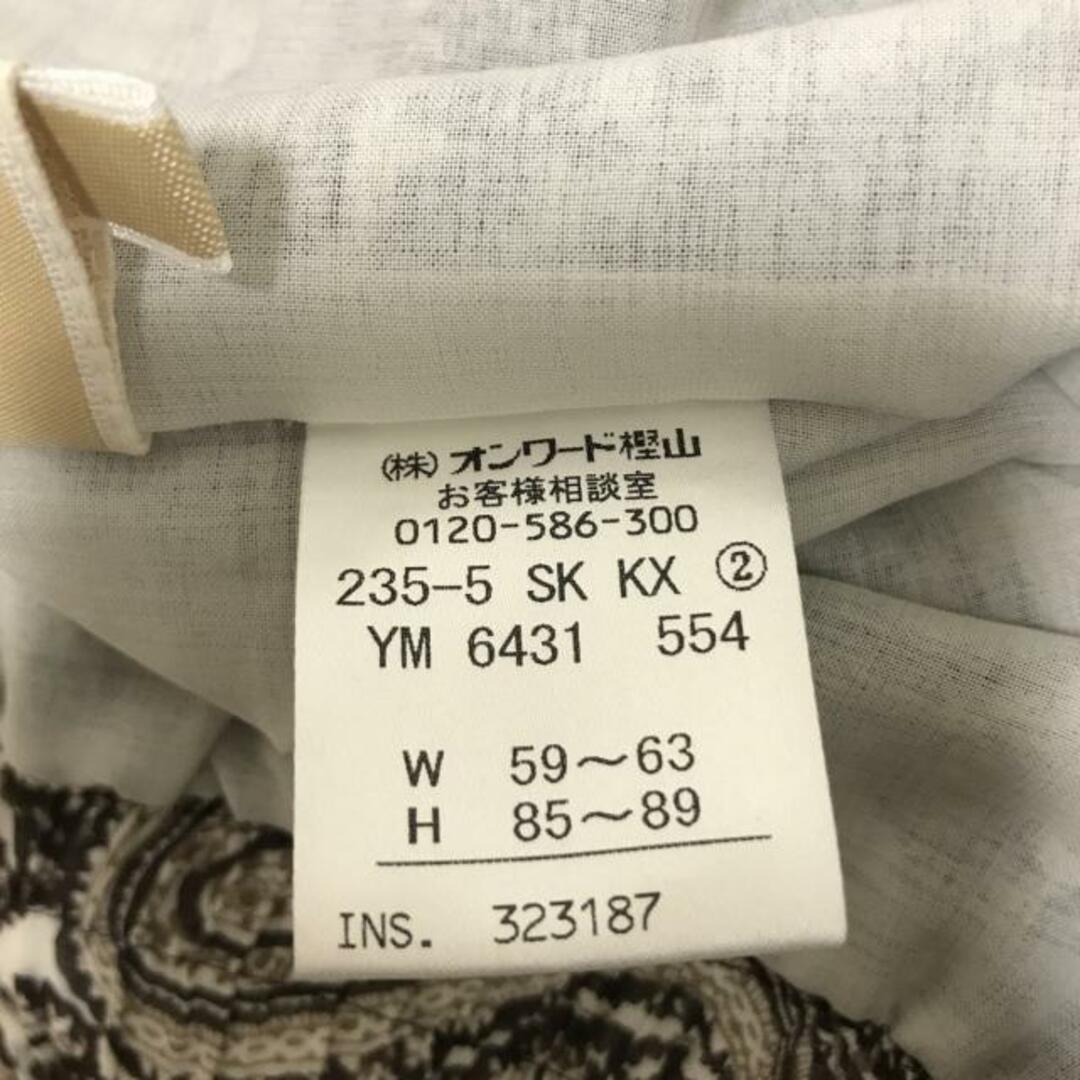 (株)オンワード樫山
お客様相談室
0120-586-300
235-5 SK KX ②
YM 6431 554
W 59～63
H 85～89
INS. 323187